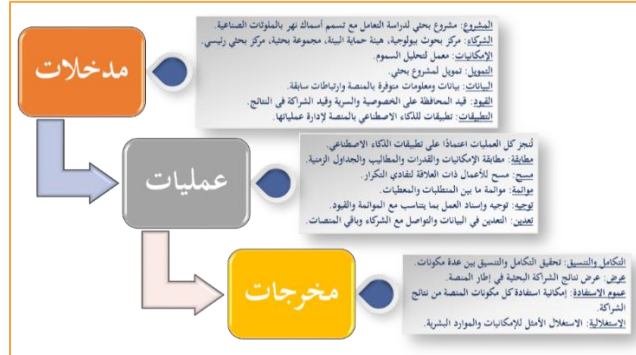 مدخلات
المشروع: مشروع بحثي لدراسة التعامل مع تسمم أسماك نهر بالملوثات الصناعية.
الشركاء: مركز بحوث بيولوجية، هيئة حماية البيئة، مجموعة بحثية، مركز بحثي رئيسي.
الإمكانيات: معمل لتحليل السموم.
التمويل: تمويل لمشروع بحثي.
البيانات: بيانات ومعلومات متوفرة بالمنصة وارتباطات سابقة.
القيود: قيد المحافظة على الخصوصية والسرية وقيد الشراكة في النتائج.
التطبيقات: تطبيقات للذكاء الاصطناعي بالمنصة لإدارة عملياتها.
عمليات
تُنجز كل العمليات اعتمادًا على تطبيقات الذكاء الاصطناعي.
مطابقة: مطابقة الإمكانيات والقدرات والمطاليب والجداول الزمنية.
مسح: مسح للأعمال ذات العلاقة لتفادي التكرار.
موائمة: موائمة ما بين المتطلبات والمعطيات.
توجيه: توجيه وإسناد العمل بما يتناسب مع الموائمة والقيود.
تعدين: التعدين في البيانات والتواصل مع الشركاء وباقي المنصات.
مخرجات
التكامل والتنسيق: تحقيق التكامل والتنسيق بين عدة مكونات.
عرض: عرض نتائج الشراكة البحثية في إطار المنصة.
عموم الاستفادة: إمكانية استفادة كل مكونات المنصة من نتائج
الشراكة.
الاستغلالية: الاستغلال الأمثل للإمكانيات والموارد البشرية.